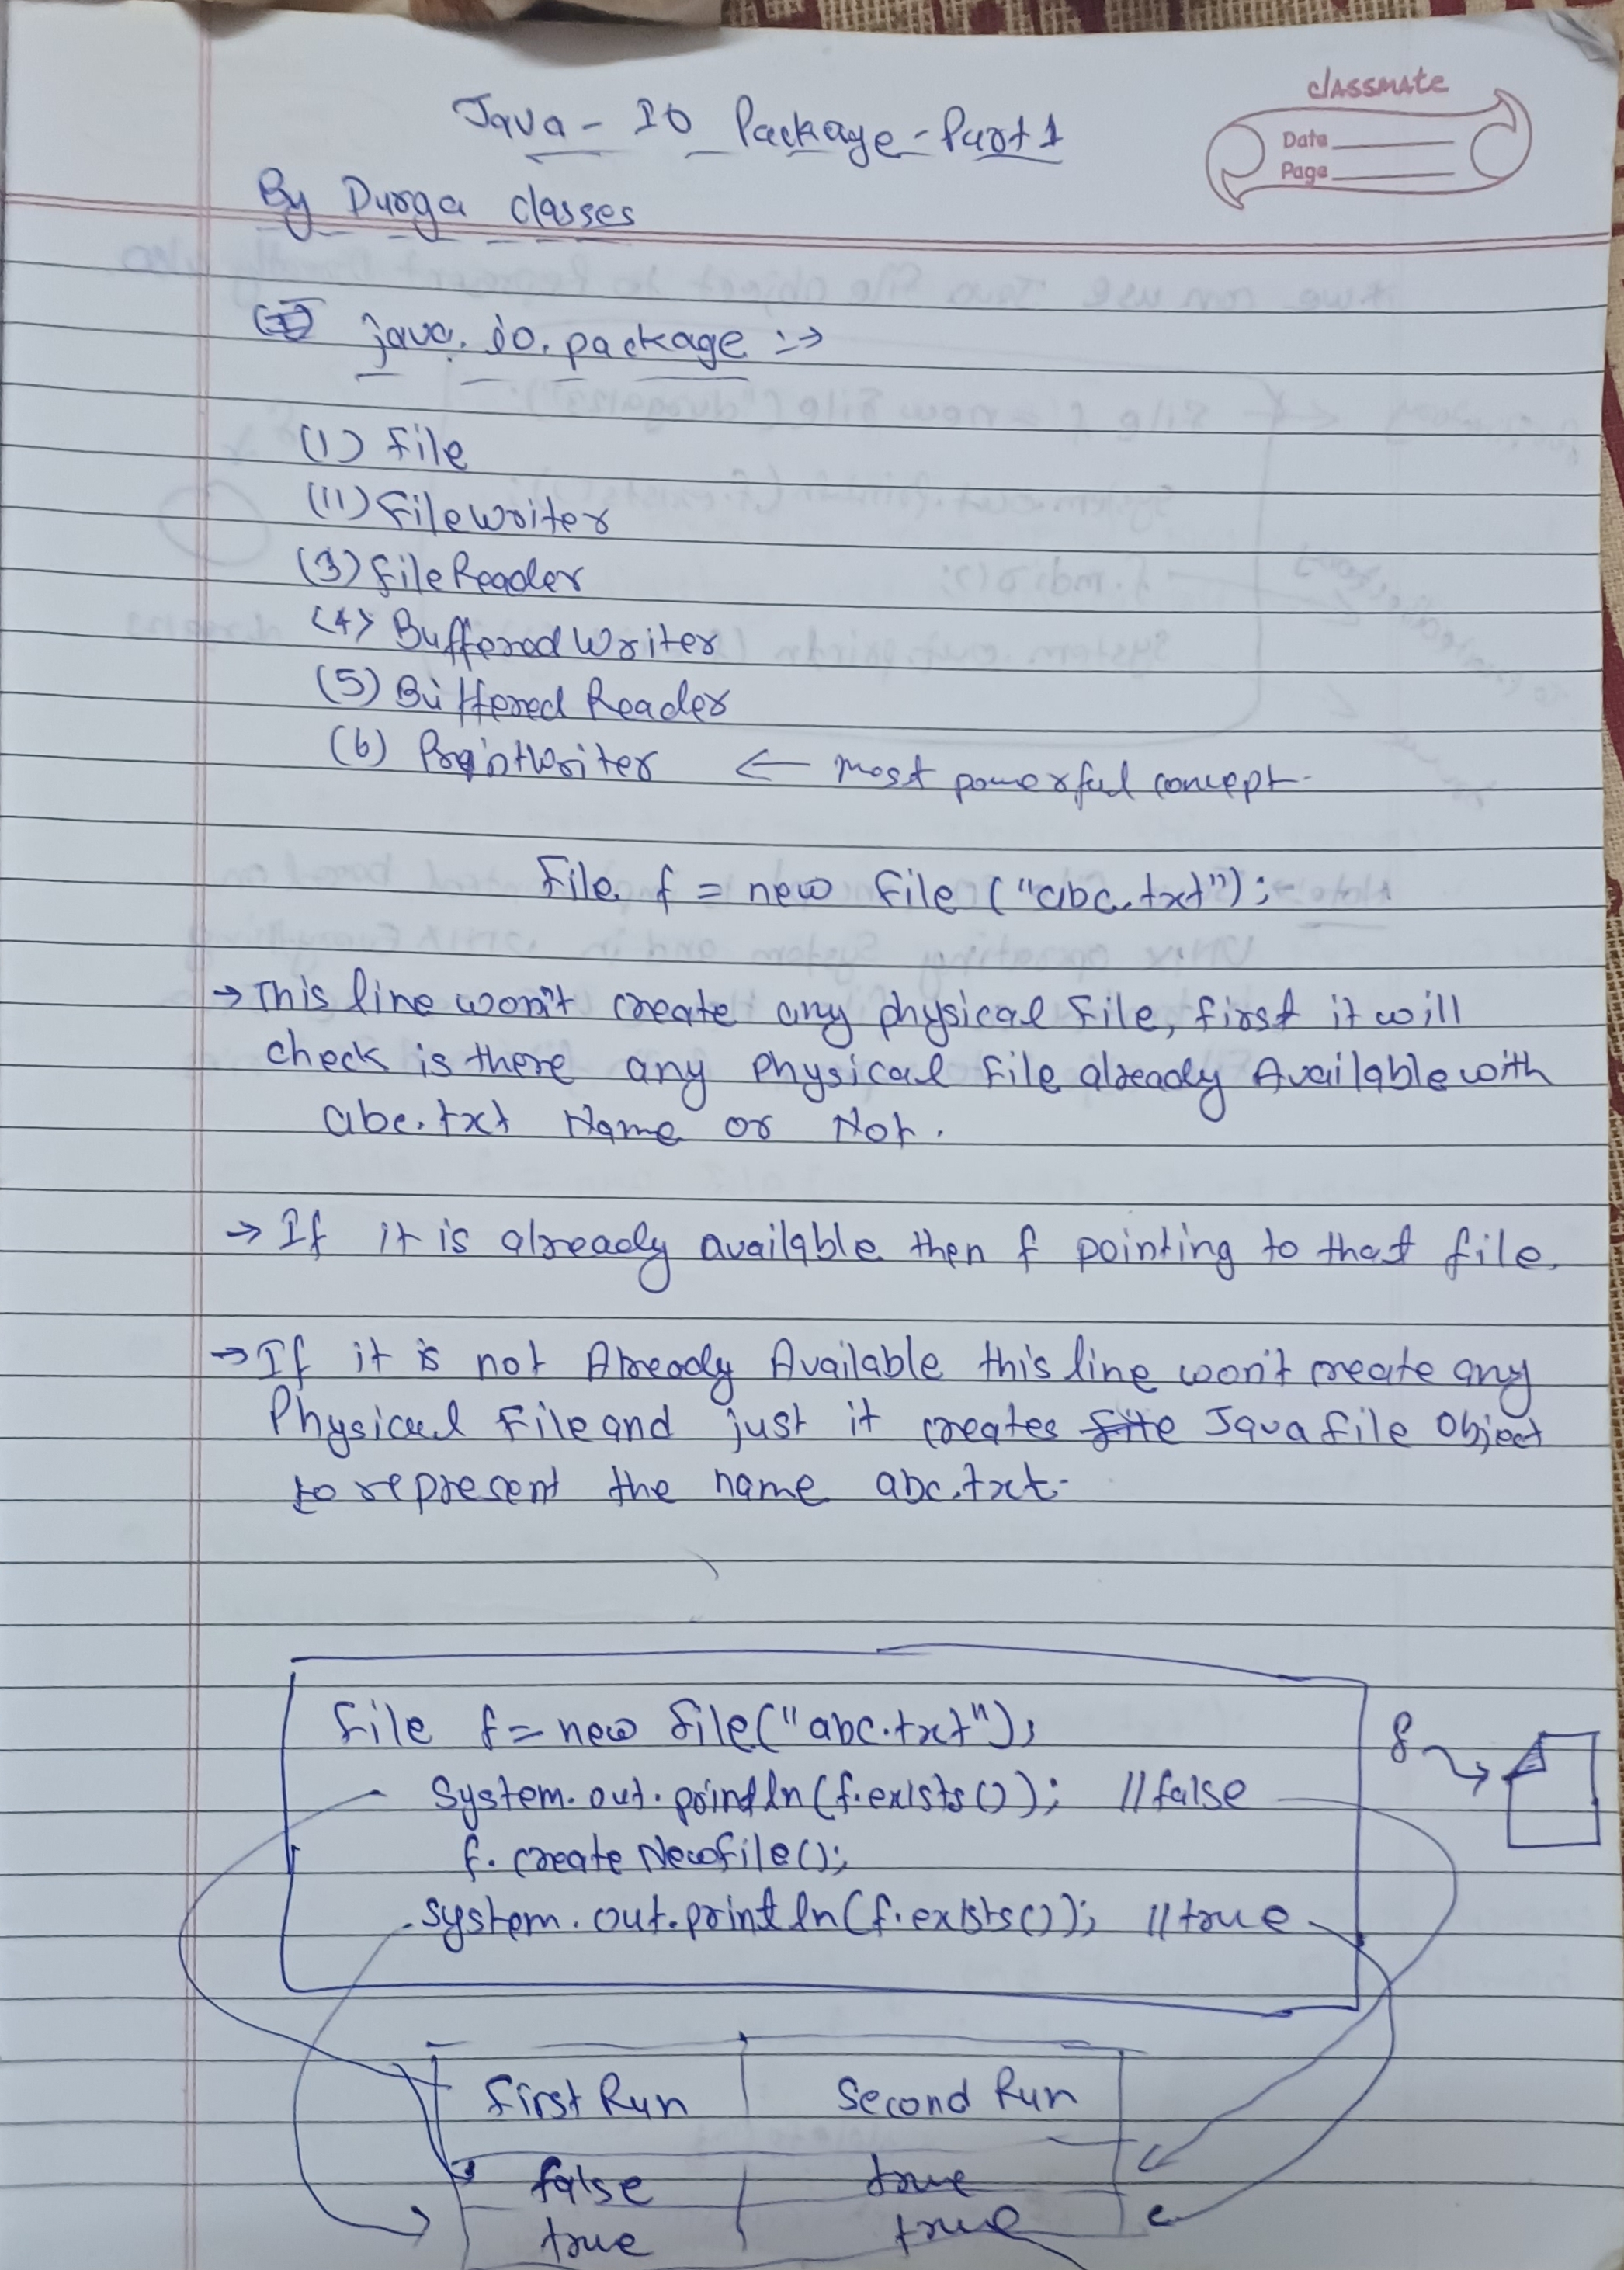 classmate
Date
Page
Java - IO Package - Part 1
By Durga classes
java.io.package :->
(1) File
(11) FileWriter
(3) FileReader
(4) BufferedWriter
(5) Buffered Reader
(6) PrintWriter <- most powerful concept.
File f = new File ("abc.txt"); -
-> This line won't create any physical File, first it will
check is there any Physical File already Available with
abc.txt Name or Not.
-> If it is already available then f pointing to that file.
-> If it is not Already Available this line won't create any
Physical File and just it creates file Java file Object
to represent the name abc.txt.
File f = new file("abc.txt");
System.out.println(f.exists()); //false
f
f.createNewFile();
System.out.println(f.exists()); //true
First Run Second Run
false true
true true